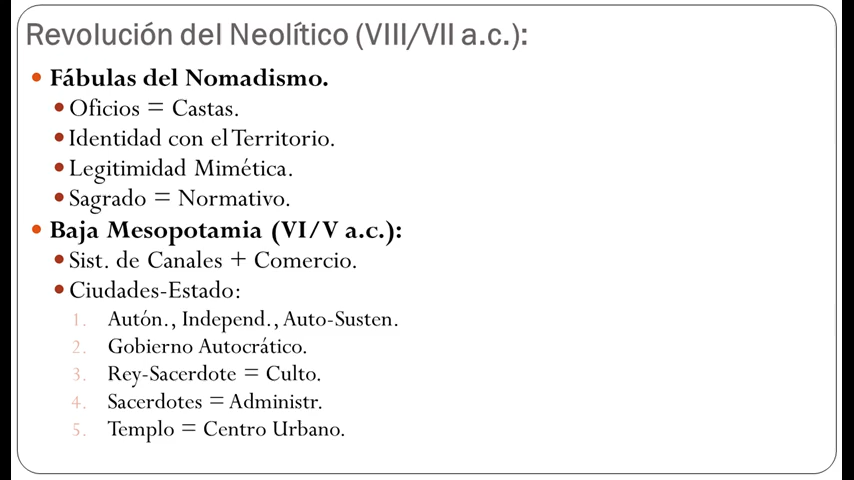 Revolución del Neolítico (VIII/VII a.c.):
• Fábulas del Nomadismo.
• Oficios = Castas.
• Identidad con el Territorio.
• Legitimidad Mimética.
• Sagrado = Normativo.
• Baja Mesopotamia (VI/V a.c.):
• Sist. de Canales + Comercio.
• Ciudades-Estado:
1. Autón., Independ., Auto-Susten.
2. Gobierno Autocrático.
3. Rey-Sacerdote = Culto.
4. Sacerdotes = Administr.
5. Templo = Centro Urbano.